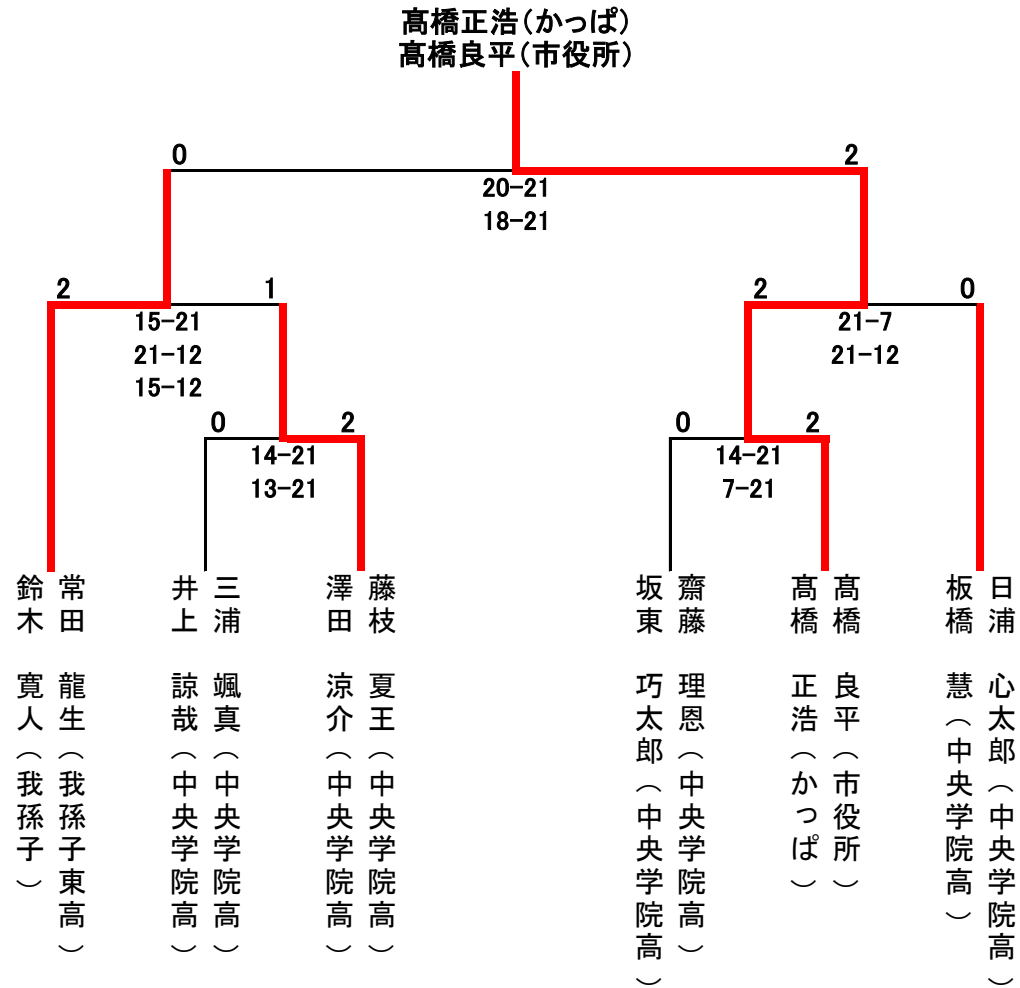 髙橋正浩（かっぱ）
髙橋良平（市役所）
0
2
20-21
18-21
2
1
2
0
15-21
21-12
15-12
21-7
21-12
0
2
0
2
14-21
13-21
14-21
7-21
鈴木　寛人（我孫子）
常田　龍生（我孫子東高）
井上　諒哉（中央学院高）
三浦　颯真（中央学院高）
澤田　涼介（中央学院高）
藤枝　夏王（中央学院高）
坂東　巧太郎（中央学院高）
齋藤　理恩（中央学院高）
髙橋　正浩（かっぱ）
髙橋　良平（市役所）
板橋　慧（中央学院高）
日浦　心太郎（中央学院高）